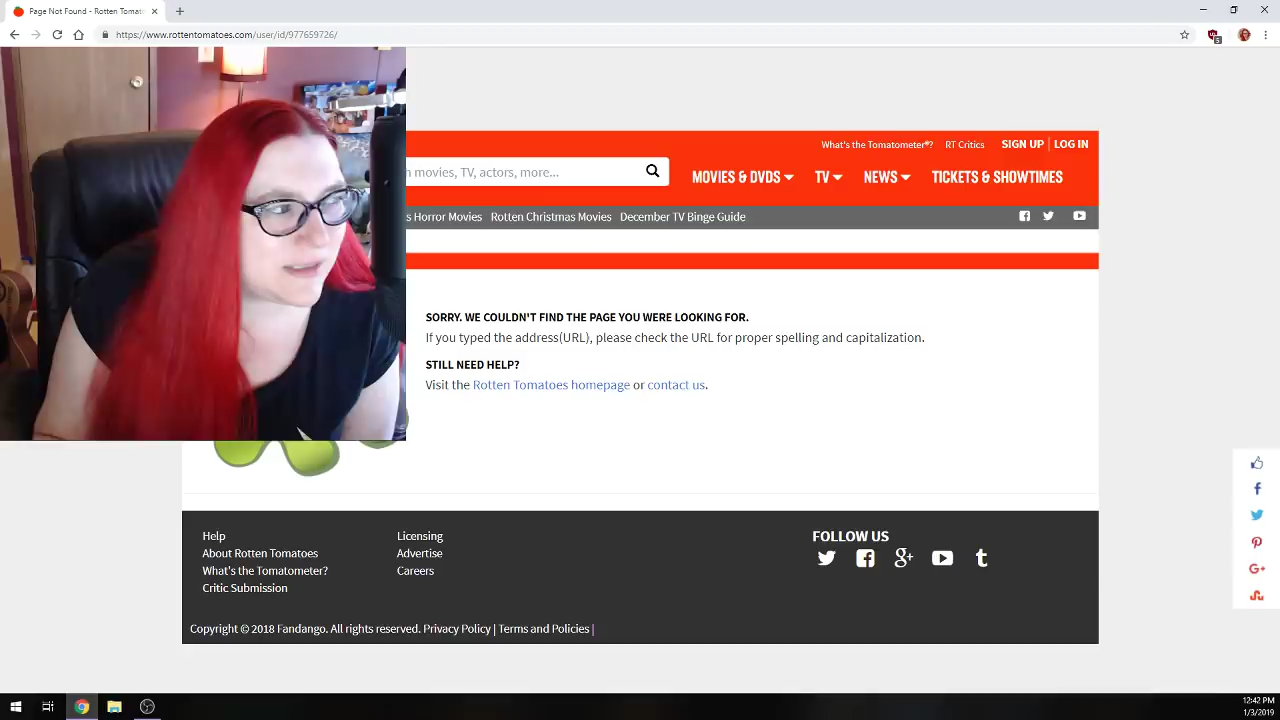 Page Not Found - Rotten Tomat
https://www.rottentomatoes.com/user/id/977659726/
5
What's the Tomatometer®?
RT Critics
SIGN UP | LOG IN
movies, TV, actors, more...
MOVIES & DVDS
TV
NEWS
TICKETS & SHOWTIMES
s Horror Movies
Rotten Christmas Movies
December TV Binge Guide
SORRY. WE COULDN'T FIND THE PAGE YOU WERE LOOKING FOR.
If you typed the address(URL), please check the URL for proper spelling and capitalization.
STILL NEED HELP?
Visit the Rotten Tomatoes homepage or contact us.
Help
About Rotten Tomatoes
What's the Tomatometer?
Critic Submission
Licensing
Advertise
Careers
FOLLOW US
Copyright © 2018 Fandango. All rights reserved. Privacy Policy | Terms and Policies |
12:42 PM
1/3/2019